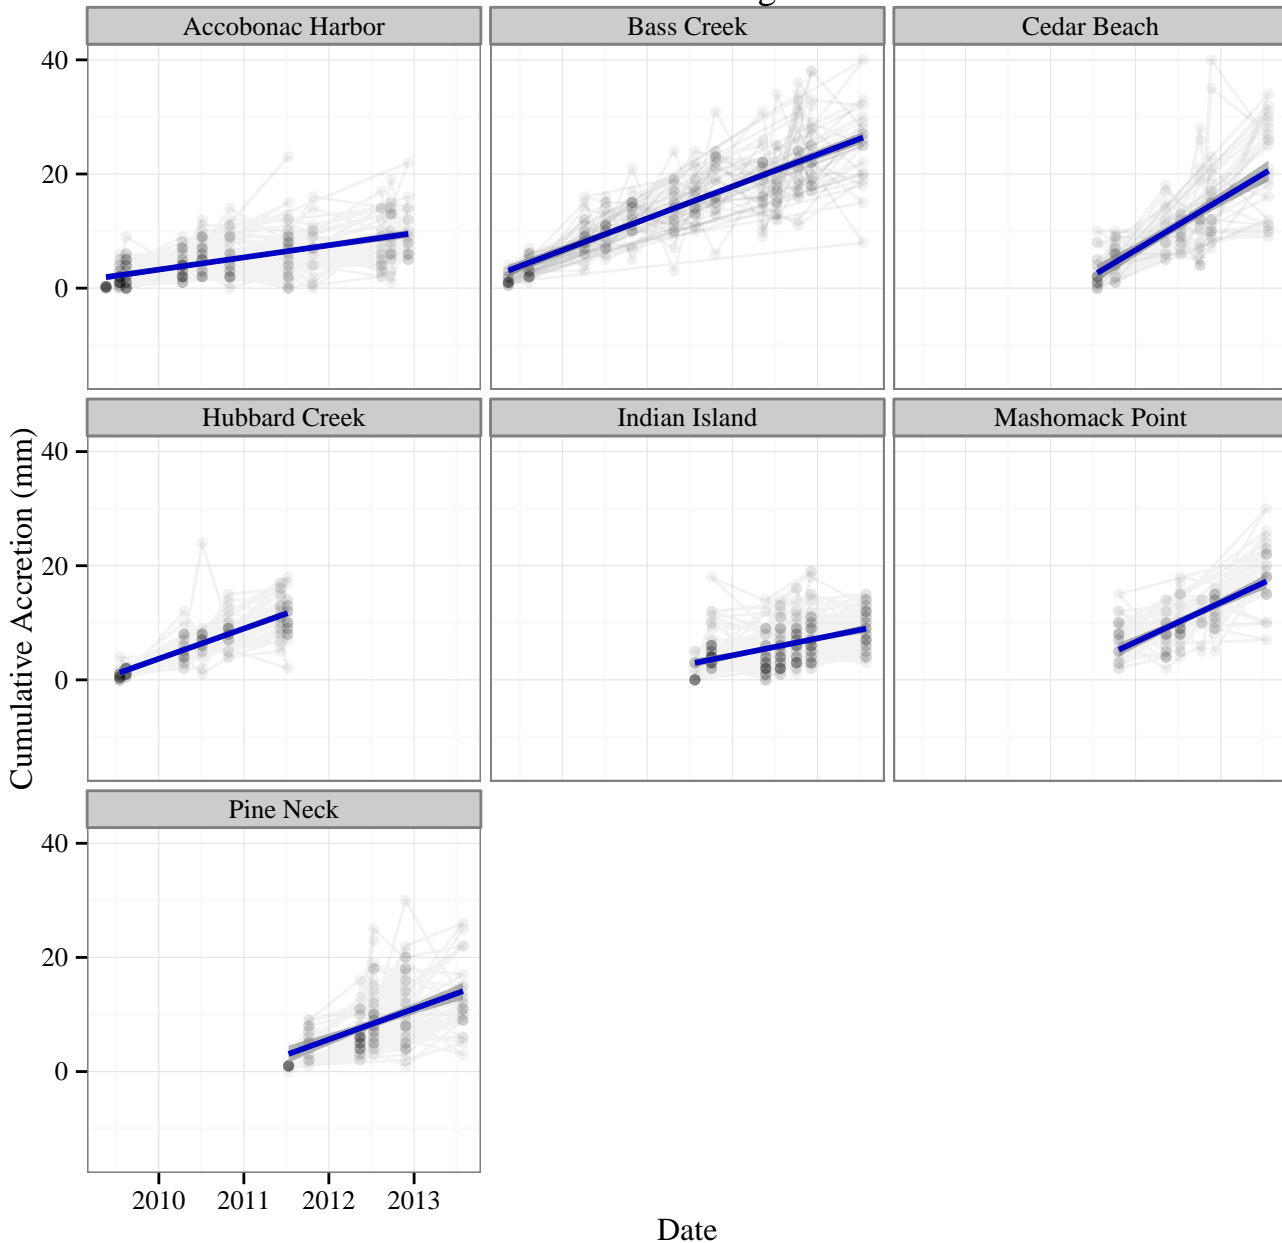 Accobonac Harbor
Bass Creek
Cedar Beach
40
20
0
Hubbard Creek
Indian Island
Mashomack Point
40
20
0
Cumulative Accretion (mm)
Pine Neck
40
20
0
2010 2011 2012 2013
Date